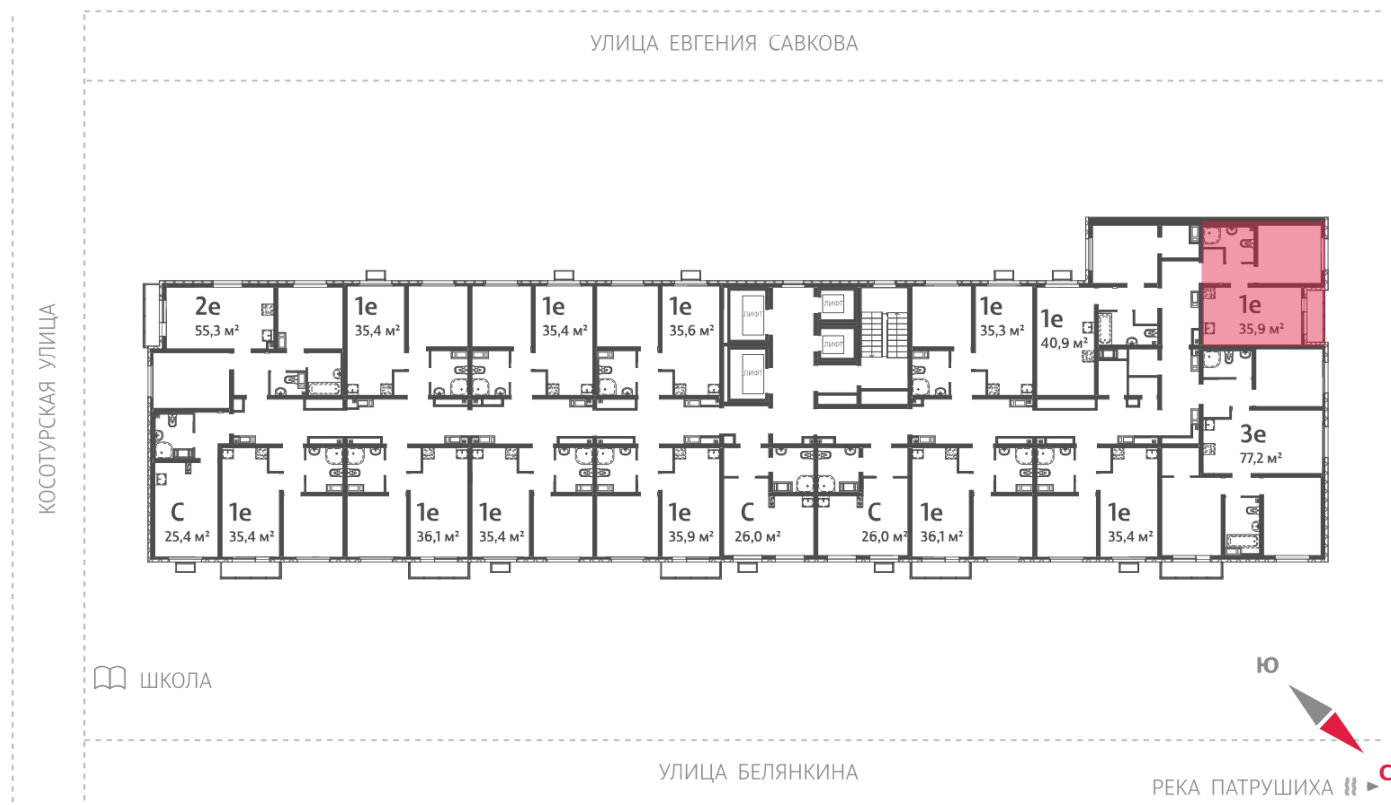 УЛИЦА ЕВГЕНИЯ САВКОВА
КОСОТУРСКАЯ УЛИЦА
2е
55,3 м²
1е
35,4 м²
1е
35,4 м²
1е
35,6 м²
ЛИФТ
ЛИФТ
ЛИФТ
ЛИФТ
1е
35,3 м²
1е
40,9 м²
1е
35,9 м²
3е
77,2 м²
С
25,4 м²
1е
35,4 м²
1е
36,1 м²
1е
35,4 м²
1е
35,9 м²
С
26,0 м²
С
26,0 м²
1е
36,1 м²
1е
35,4 м²
ШКОЛА
Ю
С
УЛИЦА БЕЛЯНКИНА
РЕКА ПАТРУШИХА